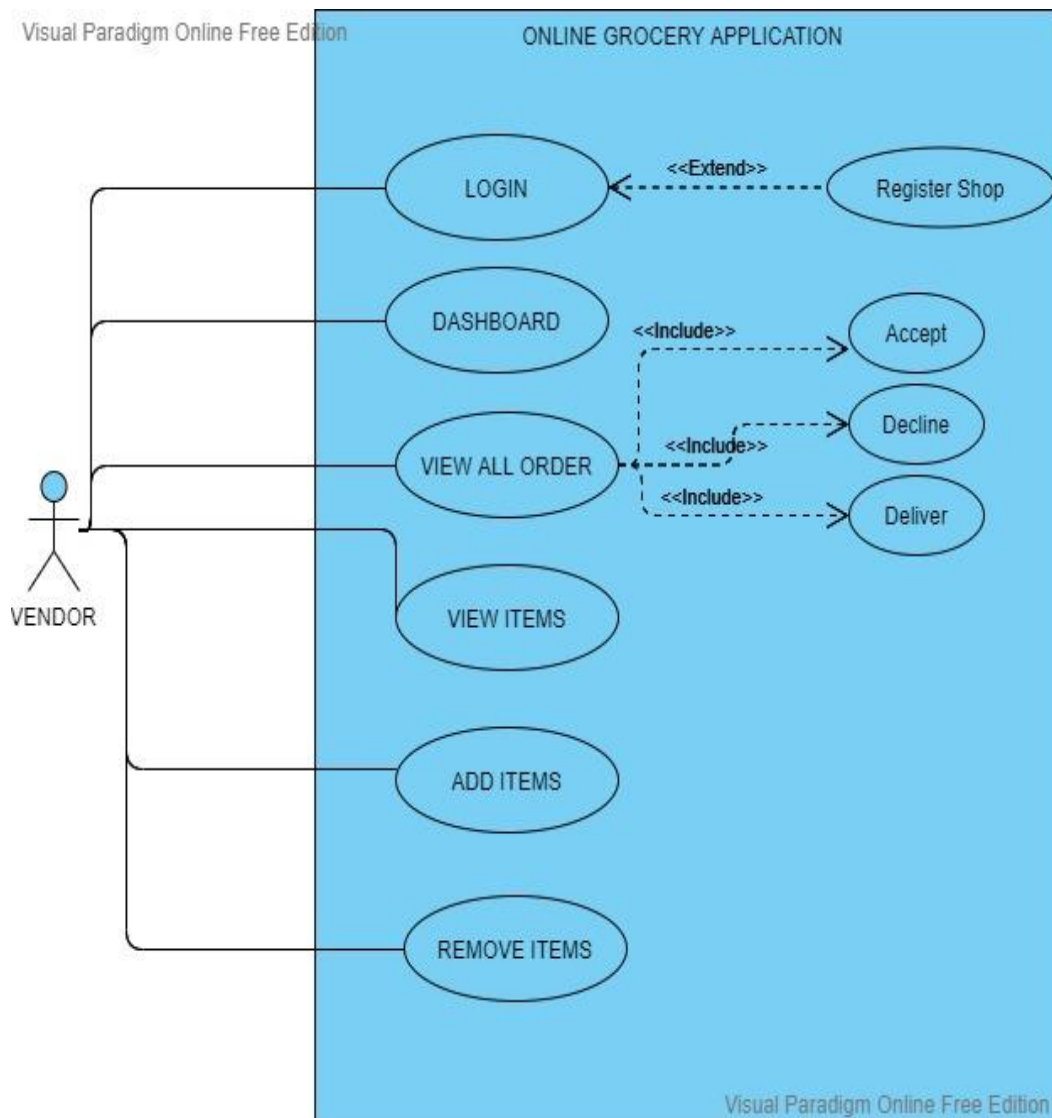 Visual Paradigm Online Free Edition
ONLINE GROCERY APPLICATION
LOGIN
<<Extend>>
Register Shop
DASHBOARD
<<Include>>
Accept
VIEW ALL ORDER
<<Include>>
Decline
<<Include>>
Deliver
VENDOR
VIEW ITEMS
ADD ITEMS
REMOVE ITEMS
Visual Paradigm Online Free Edition